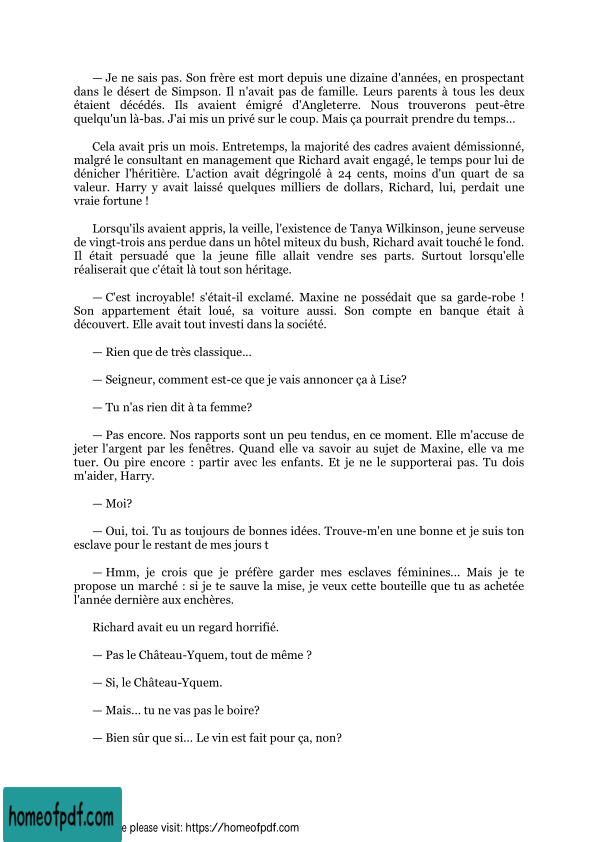 — Je ne sais pas. Son frère est mort depuis une dizaine d'années, en prospectant
dans le désert de Simpson. Il n'avait pas de famille. Leurs parents à tous les deux
étaient décédés. Ils avaient émigré d'Angleterre. Nous trouverons peut-être
quelqu'un là-bas. J'ai mis un privé sur le coup. Mais ça pourrait prendre du temps...
Cela avait pris un mois. Entretemps, la majorité des cadres avaient démissionné,
malgré le consultant en management que Richard avait engagé, le temps pour lui de
dénicher l'héritière. L'action avait dégringolé à 24 cents, moins d'un quart de sa
valeur. Harry y avait laissé quelques milliers de dollars, Richard, lui, perdait une
vraie fortune !
Lorsqu'ils avaient appris, la veille, l'existence de Tanya Wilkinson, jeune serveuse
de vingt-trois ans perdue dans un hôtel miteux du bush, Richard avait touché le fond.
Il était persuadé que la jeune fille allait vendre ses parts. Surtout lorsqu'elle
réaliserait que c'était là tout son héritage.
— C'est incroyable! s'était-il exclamé. Maxine ne possédait que sa garde-robe !
Son appartement était loué, sa voiture aussi. Son compte en banque était à
découvert. Elle avait tout investi dans la société.
— Rien que de très classique...
— Seigneur, comment est-ce que je vais annoncer ça à Lise?
— Tu n'as rien dit à ta femme?
— Pas encore. Nos rapports sont un peu tendus, en ce moment. Elle m'accuse de
jeter l'argent par les fenêtres. Quand elle va savoir au sujet de Maxine, elle va me
tuer. Ou pire encore : partir avec les enfants. Et je ne le supporterai pas. Tu dois
m'aider, Harry.
— Moi?
— Oui, toi. Tu as toujours de bonnes idées. Trouve-m'en une bonne et je suis ton
esclave pour le restant de mes jours t
— Hmm, je crois que je préfère garder mes esclaves féminines... Mais je te
propose un marché : si je te sauve la mise, je veux cette bouteille que tu as achetée
l'année dernière aux enchères.
Richard avait eu un regard horrifié.
— Pas le Château-Yquem, tout de même ?
— Si, le Château-Yquem.
— Mais... tu ne vas pas le boire?
— Bien sûr que si... Le vin est fait pour ça, non?
homeofpdf.com
e please visit: https://homeofpdf.com